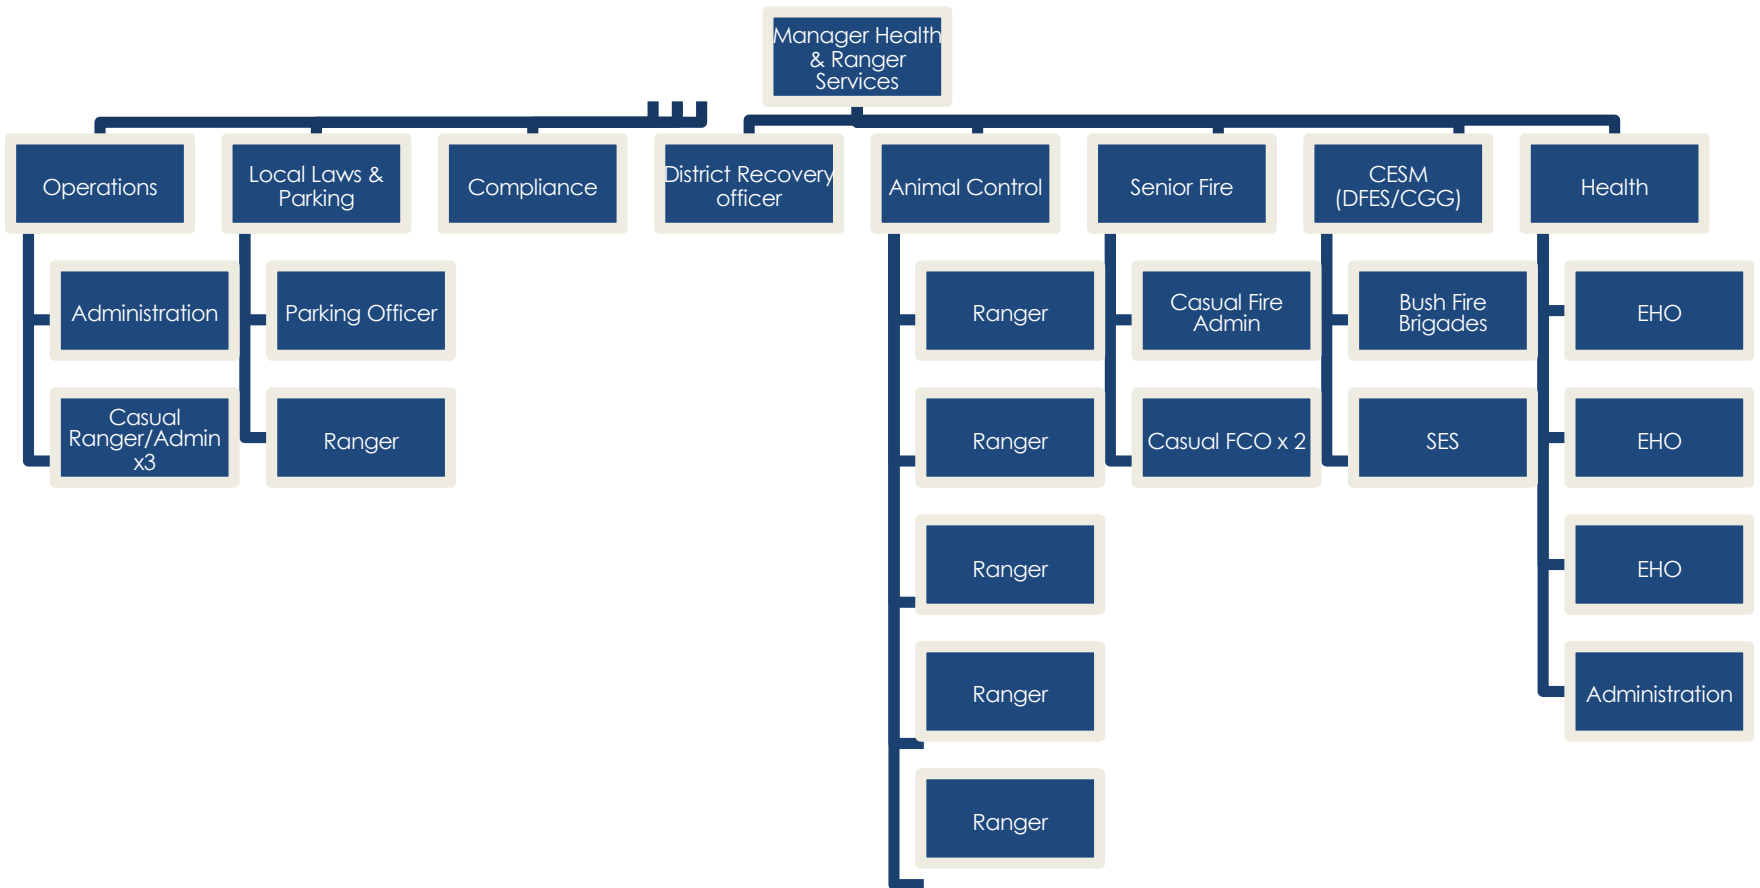 Manager Health
& Ranger
Services
Operations
Local Laws &
Parking
Compliance
District Recovery
officer
Animal Control
Senior Fire
CESM
(DFES/CGG)
Health
Administration
Parking Officer
Ranger
Casual Fire
Admin
Bush Fire
Brigades
EHO
Casual
Ranger/Admin
x3
Ranger
Ranger
Casual FCO x 2
SES
EHO
Ranger
EHO
Ranger
Administration
Ranger